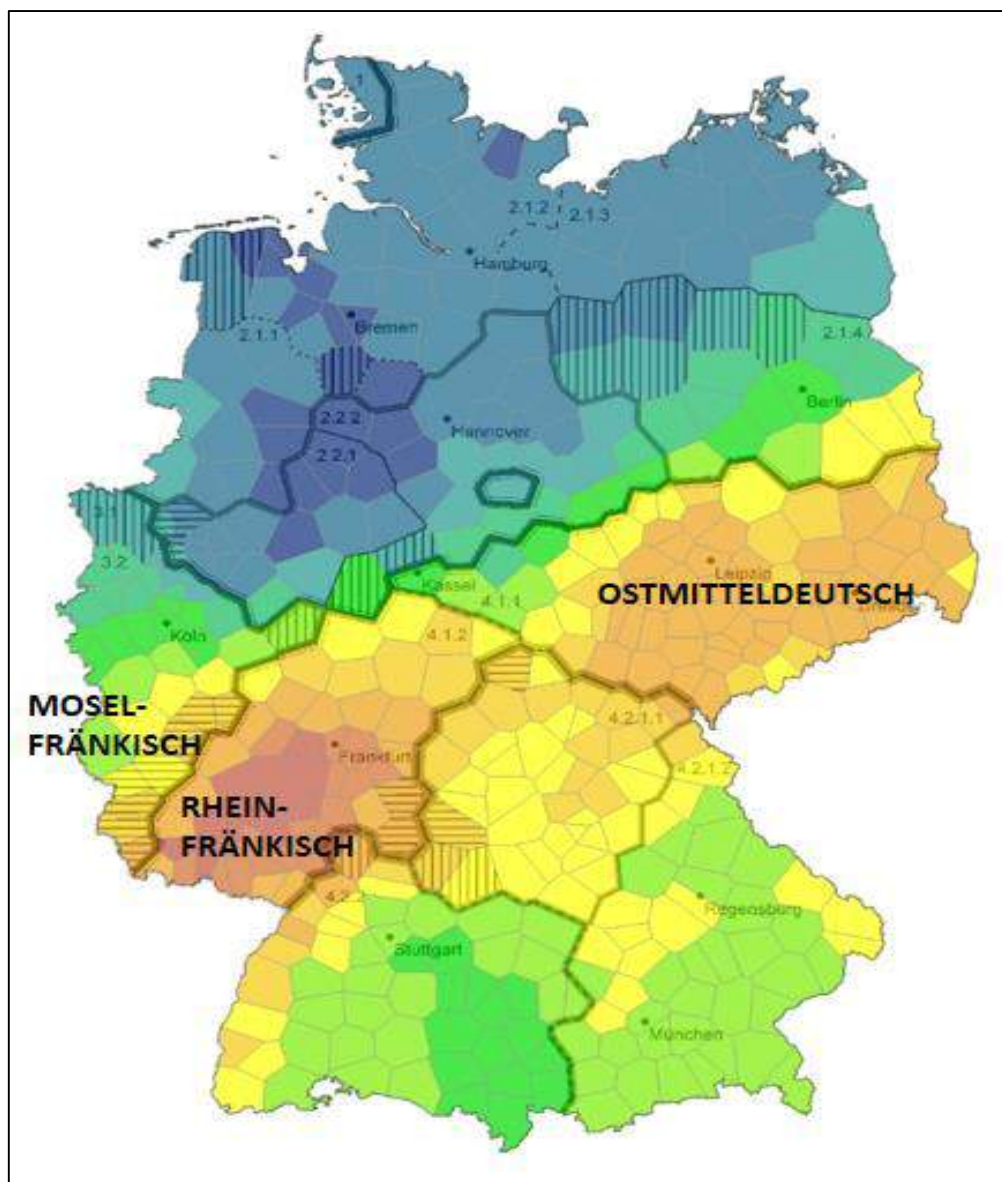 1
2.1.2
2.1.3
Hamburg
2.1.1
Bremen
2.1.4
Berlin
2.2.2
Hannover
2.2.1
3.1
3.2
Kassel
Leipzig
4.1.1
OSTMITTELDEUTSCH
Köln
4.1.2
MOSEL-
FRÄNKISCH
4.2.1.1
Frankfurt
4.2.1.2
RHEIN-
FRÄNKISCH
Regensburg
Stuttgart
München